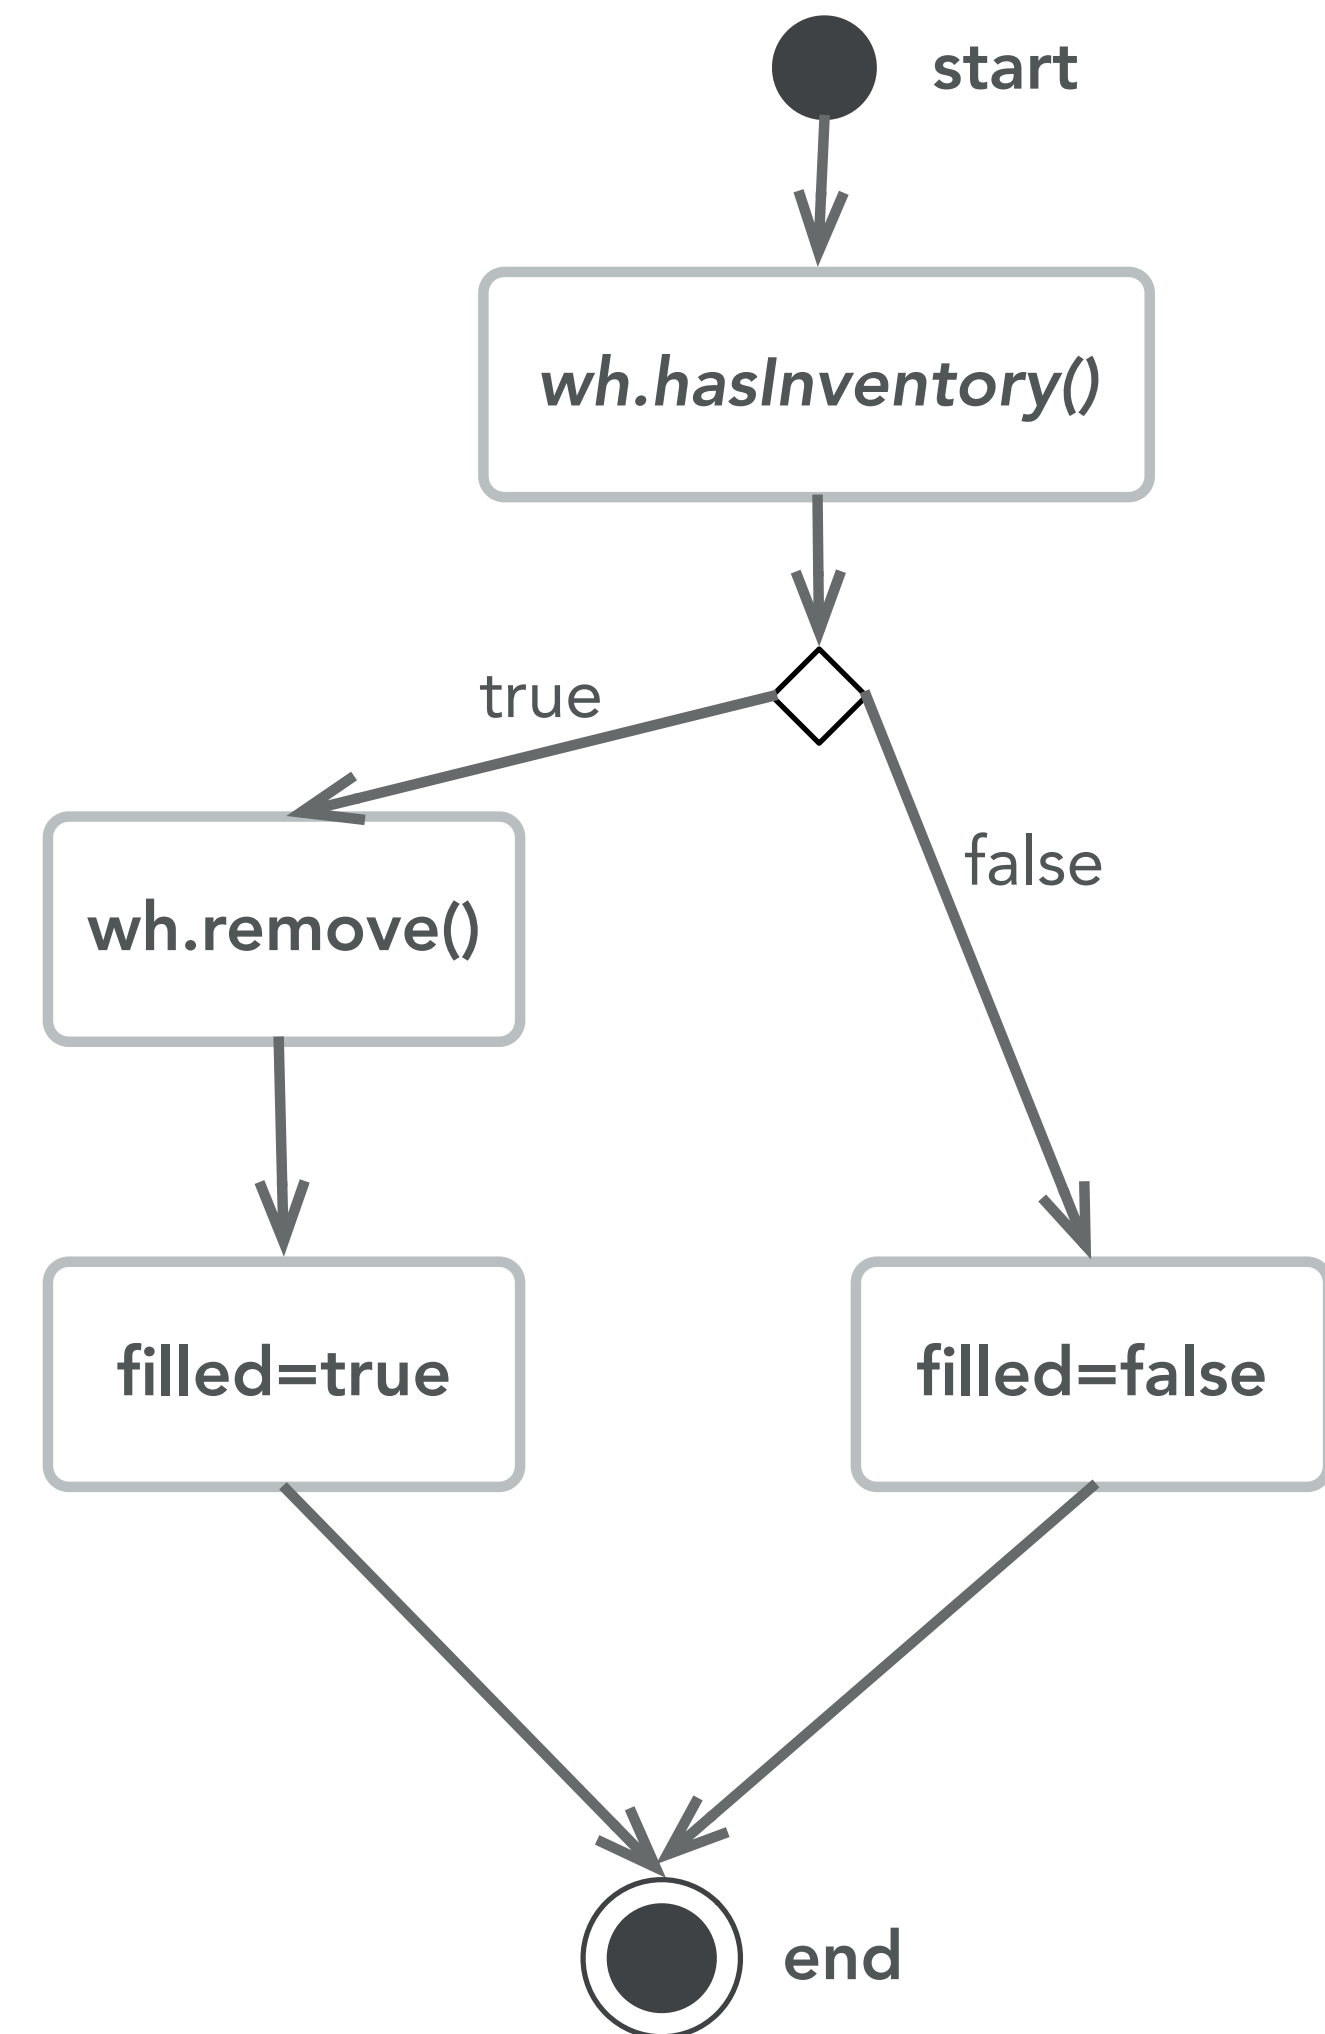 start
wh.hasInventory()
true
false
wh.remove()
filled=true
filled=false
end